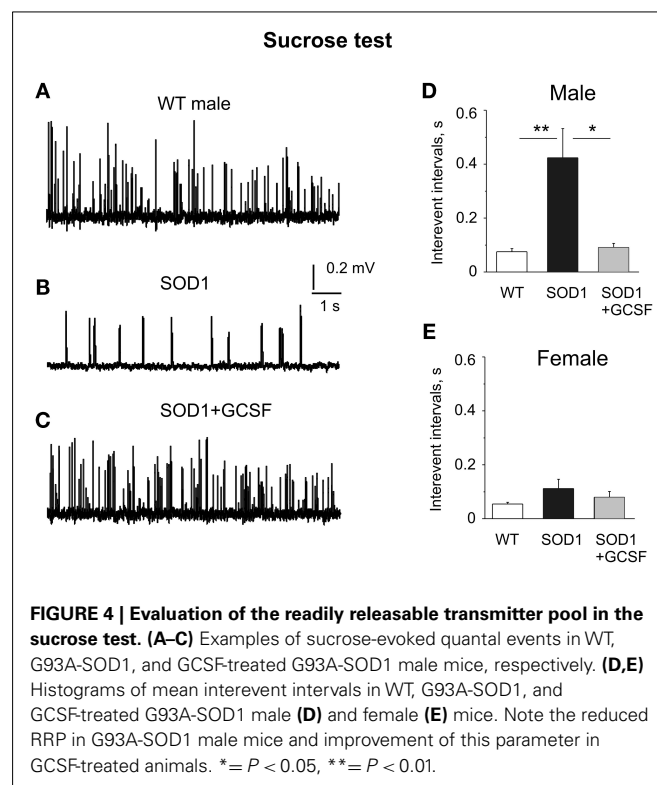 Sucrose test
A
WT male
B
SOD1
0.2 mV
1 s
C
SOD1+GCSF
D
Male
Interevent intervals, s
0.6
0.4
0.2
0
**
*
WT
SOD1
SOD1
+GCSF
E
Female
Interevent intervals, s
0.6
0.4
0.2
0
WT
SOD1
SOD1
+GCSF
FIGURE 4 | Evaluation of the readily releasable transmitter pool in the
sucrose test. (A–C) Examples of sucrose-evoked quantal events in WT,
G93A-SOD1, and GCSF-treated G93A-SOD1 male mice, respectively. (D,E)
Histograms of mean interevent intervals in WT, G93A-SOD1, and
GCSF-treated G93A-SOD1 male (D) and female (E) mice. Note the reduced
RRP in G93A-SOD1 male mice and improvement of this parameter in
GCSF-treated animals. *= P < 0.05, **= P < 0.01.